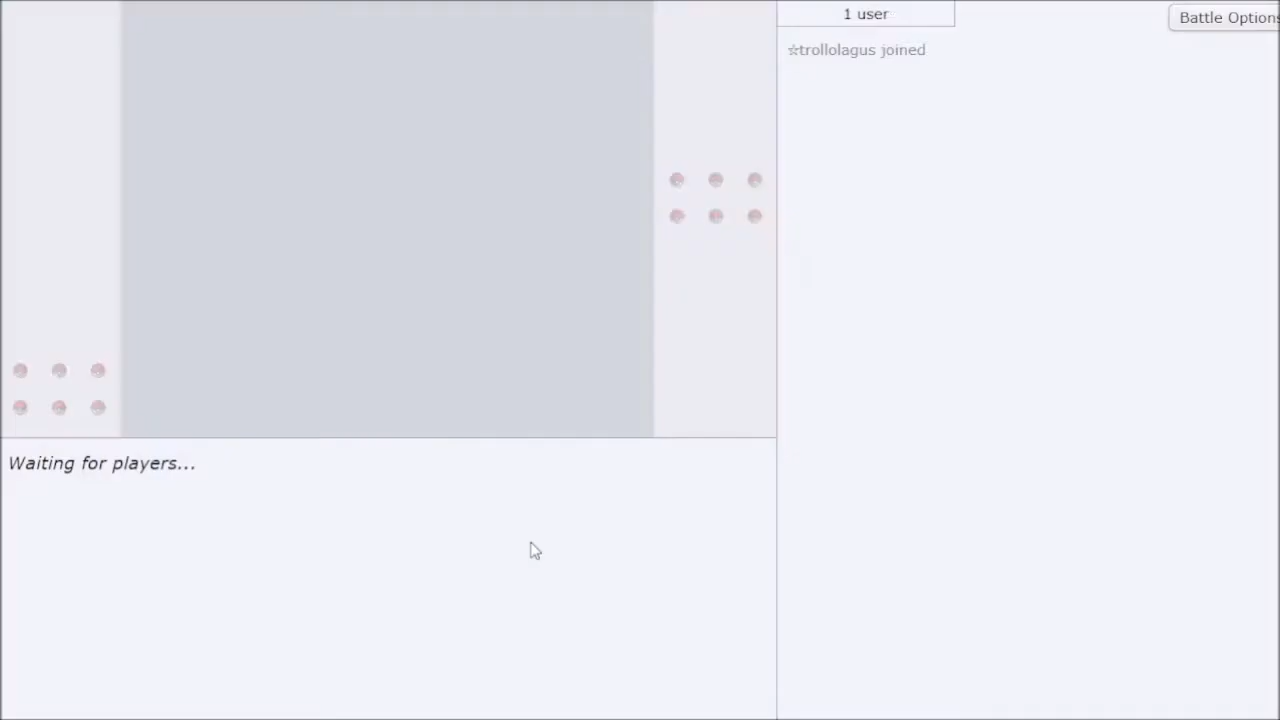 1 user
Battle Options
☆trollolagus joined
Waiting for players...